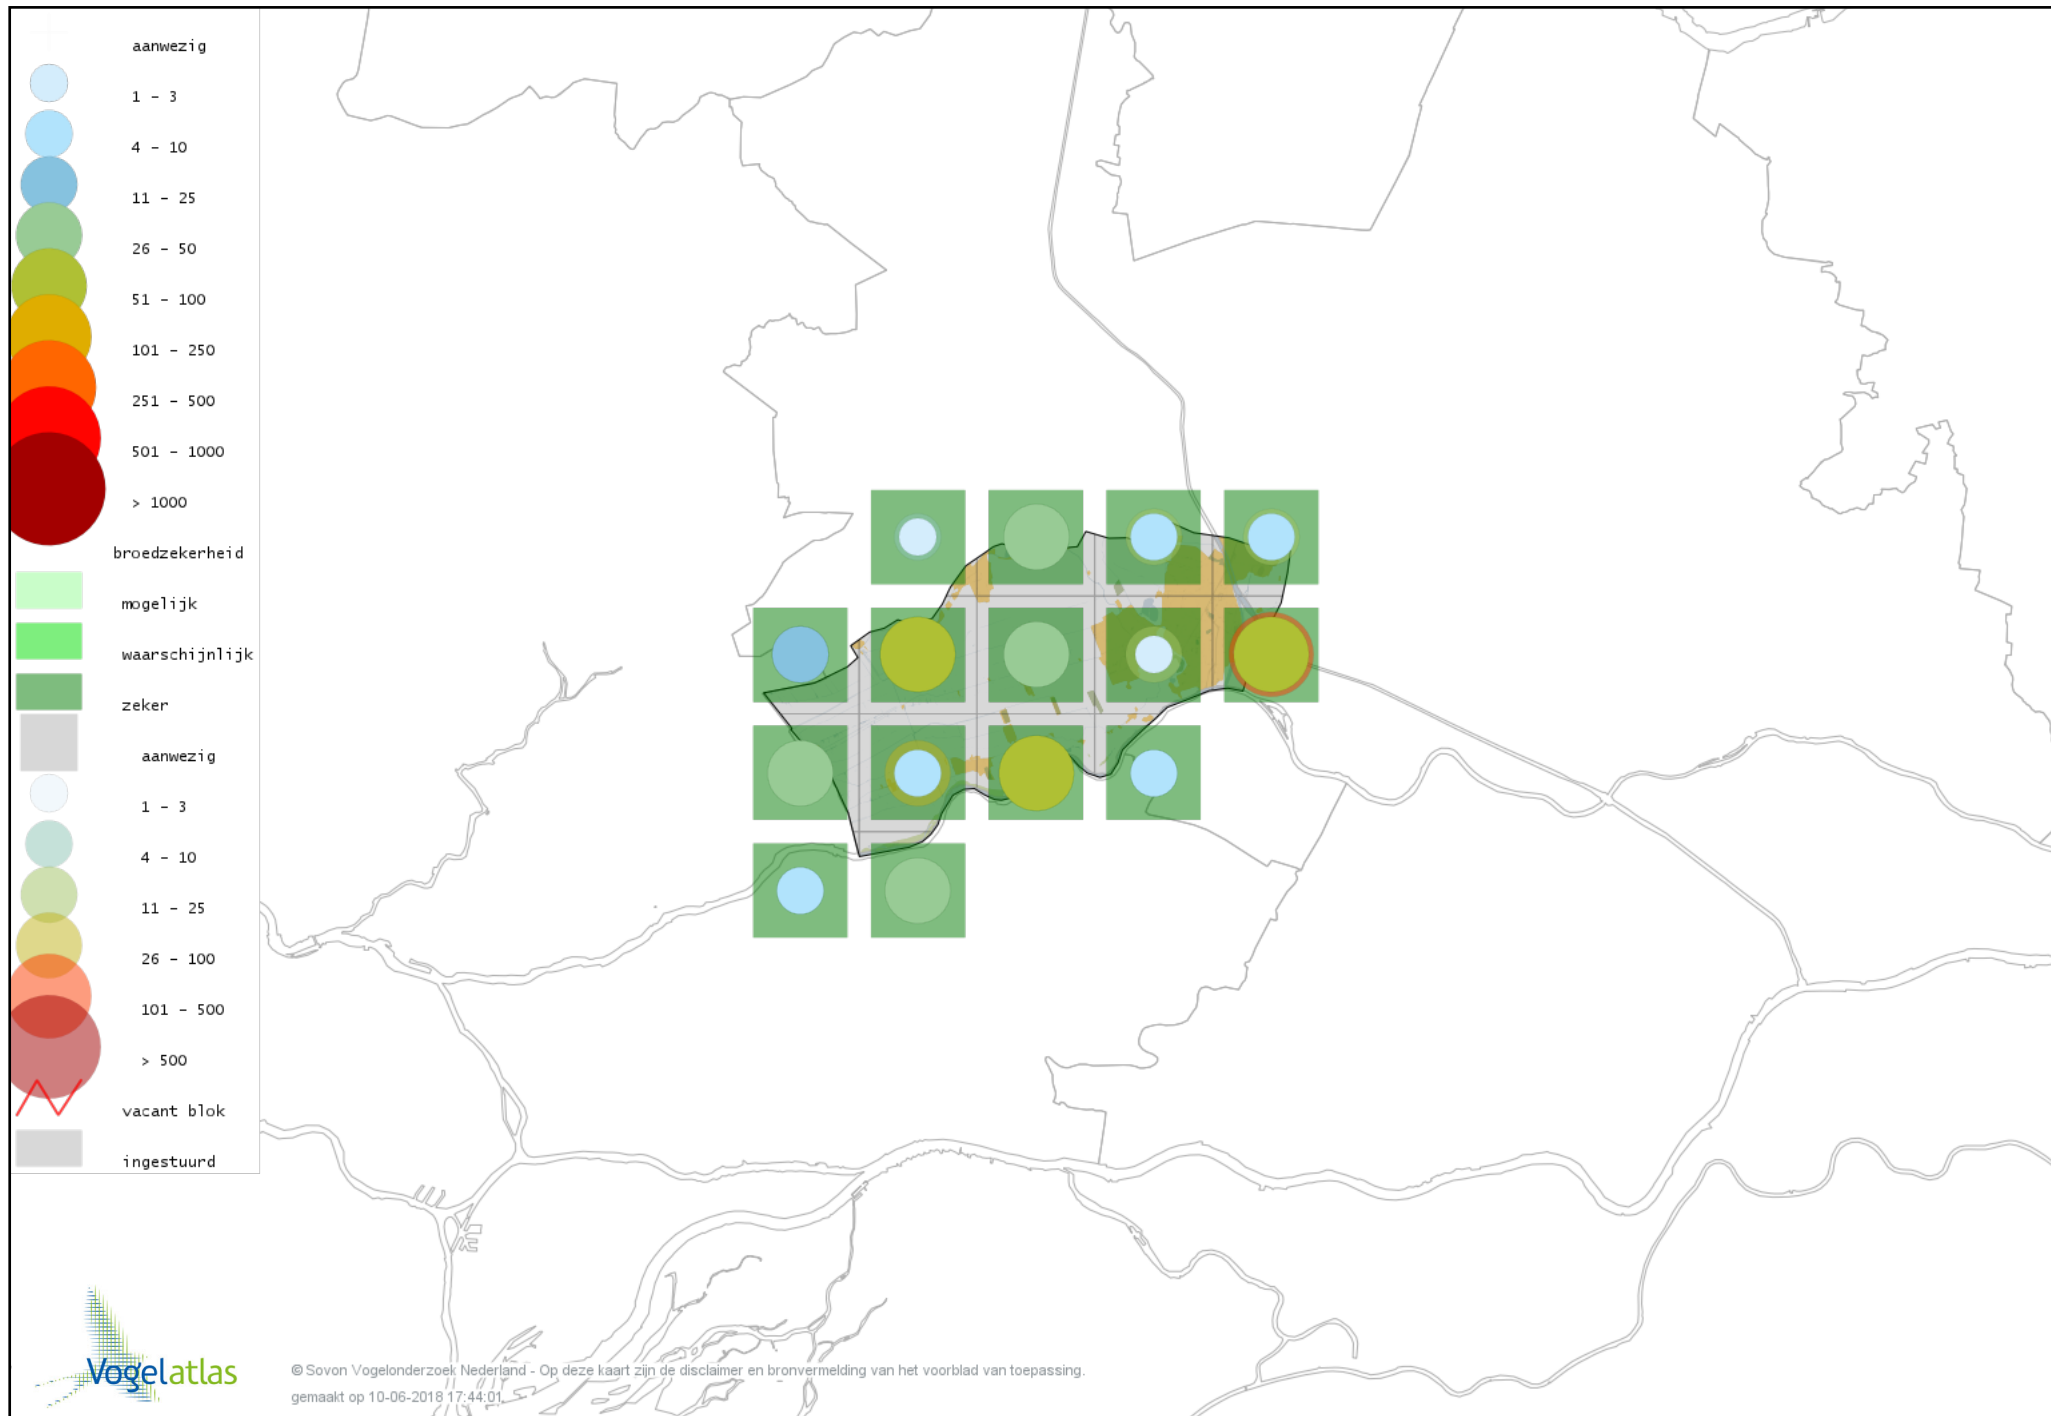 aanwezig
1 - 3
4 - 10
11 - 25
26 - 50
51 - 100
101 - 250
251 - 500
501 - 1000
> 1000
broedzekerheid
mogelijk
waarschijnlijk
zeker
aanwezig
1 - 3
4 - 10
11 - 25
26 - 100
101 - 500
> 500
vacant blok
ingestuurd
Vogelatlas
© Sovon Vogelonderzoek Nederland - Op deze kaart zijn de disclaimer en bronvermelding van het voorblad van toepassing.
gemaakt op 10-06-2018 17:44:01